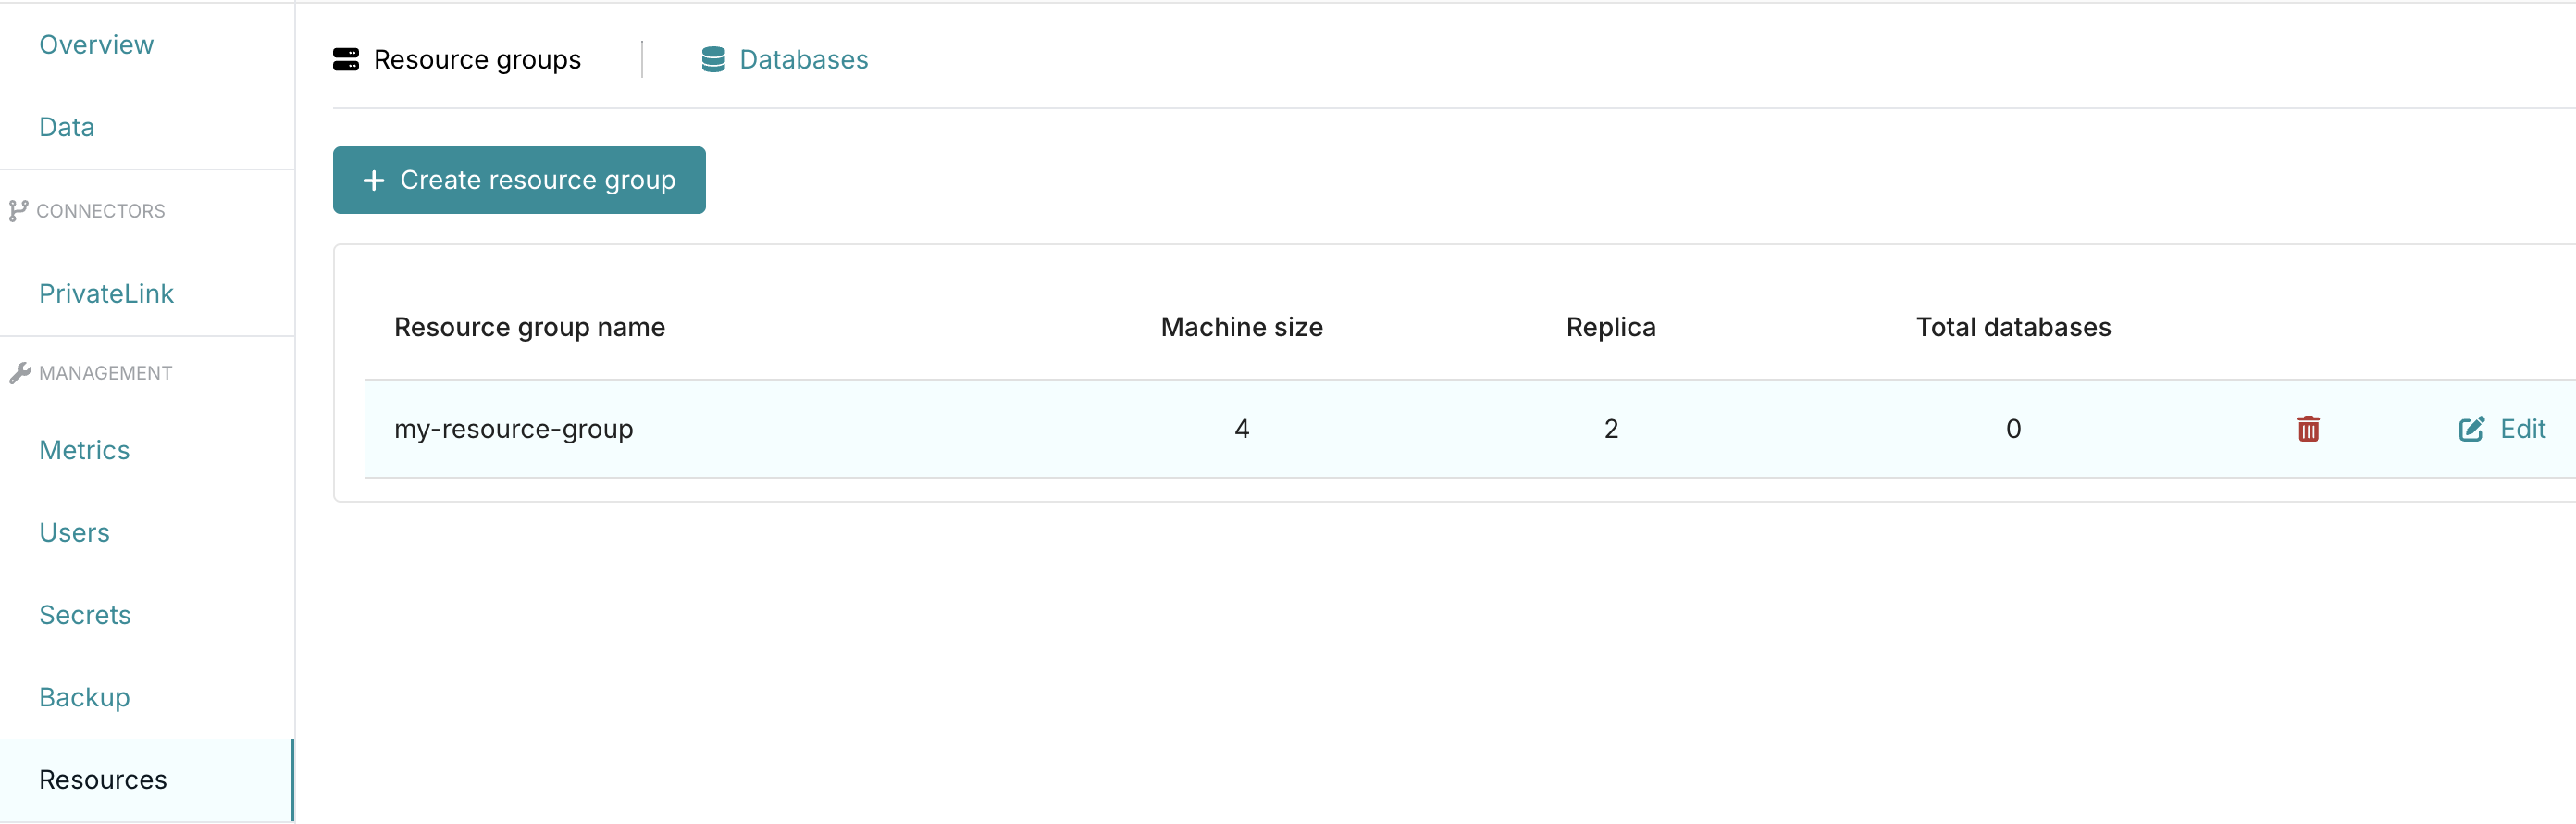 Overview
Data
CONNECTORS
PrivateLink
MANAGEMENT
Metrics
Users
Secrets
Backup
Resources
Resource groups
Databases
+ Create resource group
Resource group name Machine size Replica Total databases
my-resource-group 4 2 0 Edit